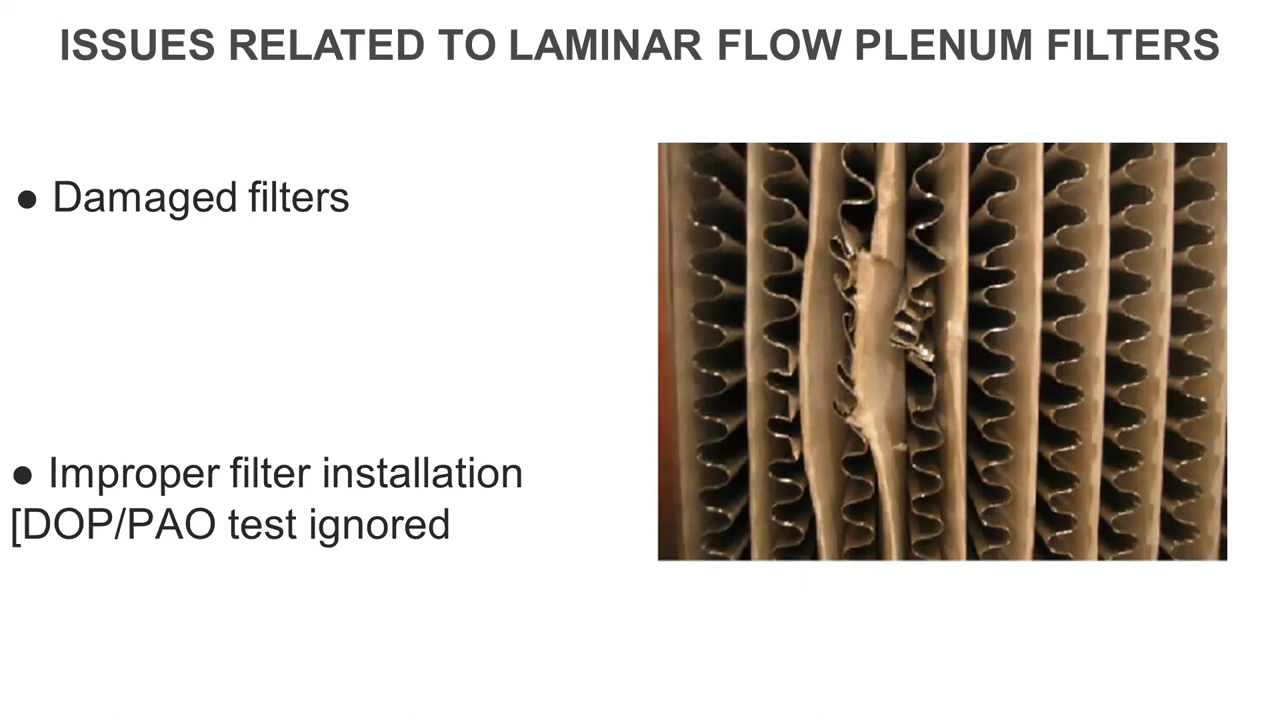 ISSUES RELATED TO LAMINAR FLOW PLENUM FILTERS
● Damaged filters
● Improper filter installation
[DOP/PAO test ignored